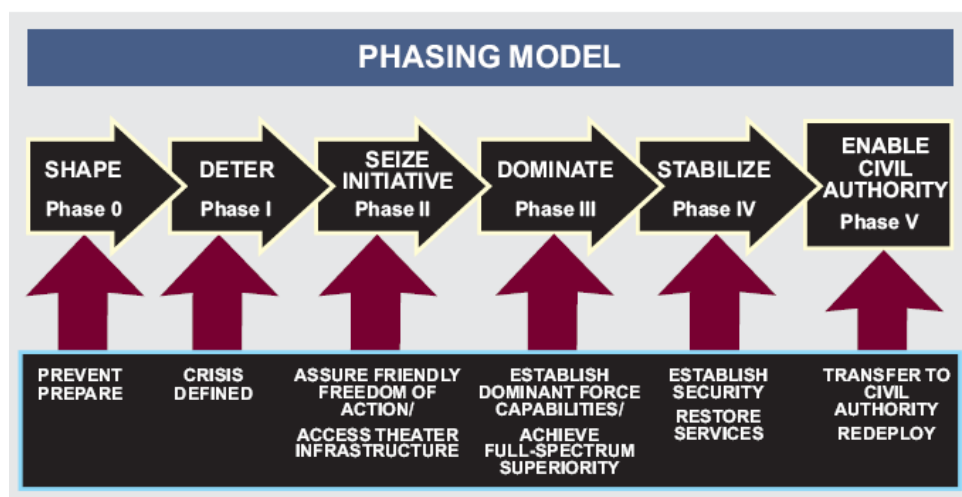 PHASING MODEL
SHAPE
Phase 0
DETER
Phase I
SEIZE
INITIATIVE
Phase II
DOMINATE
Phase III
STABILIZE
Phase IV
ENABLE
CIVIL
AUTHORITY
Phase V
PREVENT
PREPARE
CRISIS
DEFINED
ASSURE FRIENDLY
FREEDOM OF
ACTION/
ACCESS THEATER
INFRASTRUCTURE
ESTABLISH
DOMINANT FORCE
CAPABILITIES/
ACHIEVE
FULL-SPECTRUM
SUPERIORITY
ESTABLISH
SECURITY
RESTORE
SERVICES
TRANSFER TO
CIVIL
AUTHORITY
REDEPLOY